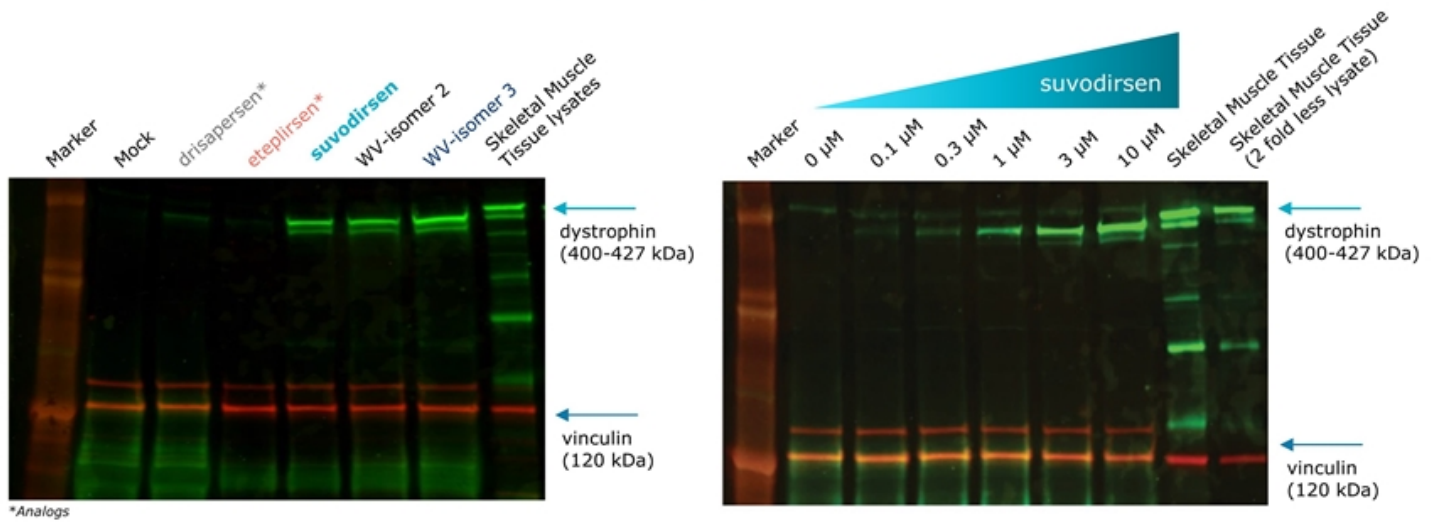 Marker
Mock
drisapersen*
eteplirsen*
suvodirsen
WV-isomer 2
WV-isomer 3
Skeletal Muscle
Tissue lysates
dystrophin
(400-427 kDa)
vinculin
(120 kDa)
*Analogs
suvodirsen
Marker
0 µM
0.1 µM
0.3 µM
1 µM
3 µM
10 µM
Skeletal Muscle Tissue
Skeletal Muscle Tissue
(2 fold less lysate)
dystrophin
(400-427 kDa)
vinculin
(120 kDa)